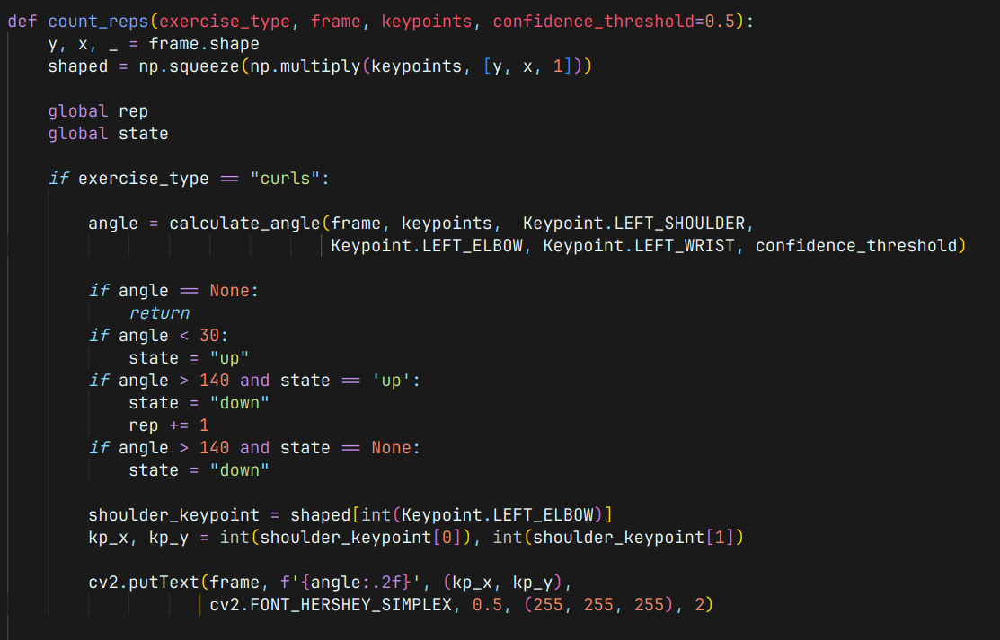 def count_reps(exercise_type, frame, keypoints, confidence_threshold=0.5):
    y, x, _ = frame.shape
    shaped = np.squeeze(np.multiply(keypoints, [y, x, 1]))

    global rep
    global state

    if exercise_type == "curls":

        angle = calculate_angle(frame, keypoints,  Keypoint.LEFT_SHOULDER,
                                Keypoint.LEFT_ELBOW, Keypoint.LEFT_WRIST, confidence_threshold)

        if angle == None:
            return
        if angle < 30:
            state = "up"
        if angle > 140 and state == 'up':
            state = "down"
            rep += 1
        if angle > 140 and state == None:
            state = "down"

        shoulder_keypoint = shaped[int(Keypoint.LEFT_ELBOW)]
        kp_x, kp_y = int(shoulder_keypoint[0]), int(shoulder_keypoint[1])

        cv2.putText(frame, f'{angle:.2f}', (kp_x, kp_y),
                    cv2.FONT_HERSHEY_SIMPLEX, 0.5, (255, 255, 255), 2)